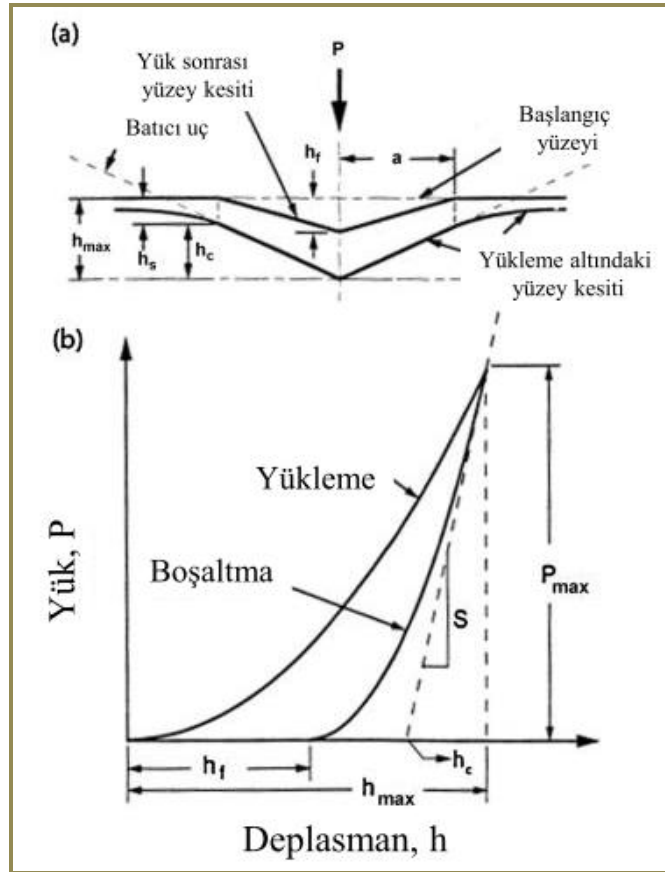 (a)
P
Yük sonrası
yüzey kesiti
Batıcı uç
Başlangıç
yüzeyi
h_f
a
h_max
h_s
h_c
Yükleme altındaki
yüzey kesiti
(b)
Yük, P
Yükleme
Boşaltma
S
P_max
h_f
h_c
h_max
Deplasman, h